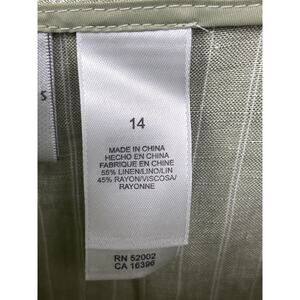 S
14
MADE IN CHINA
HECHO EN CHINA
FABRIQUE EN CHINE
55% LINEN/LINO/LIN
45% RAYON/VISCOSA/
RAYONNE
RN 52002
CA 16396